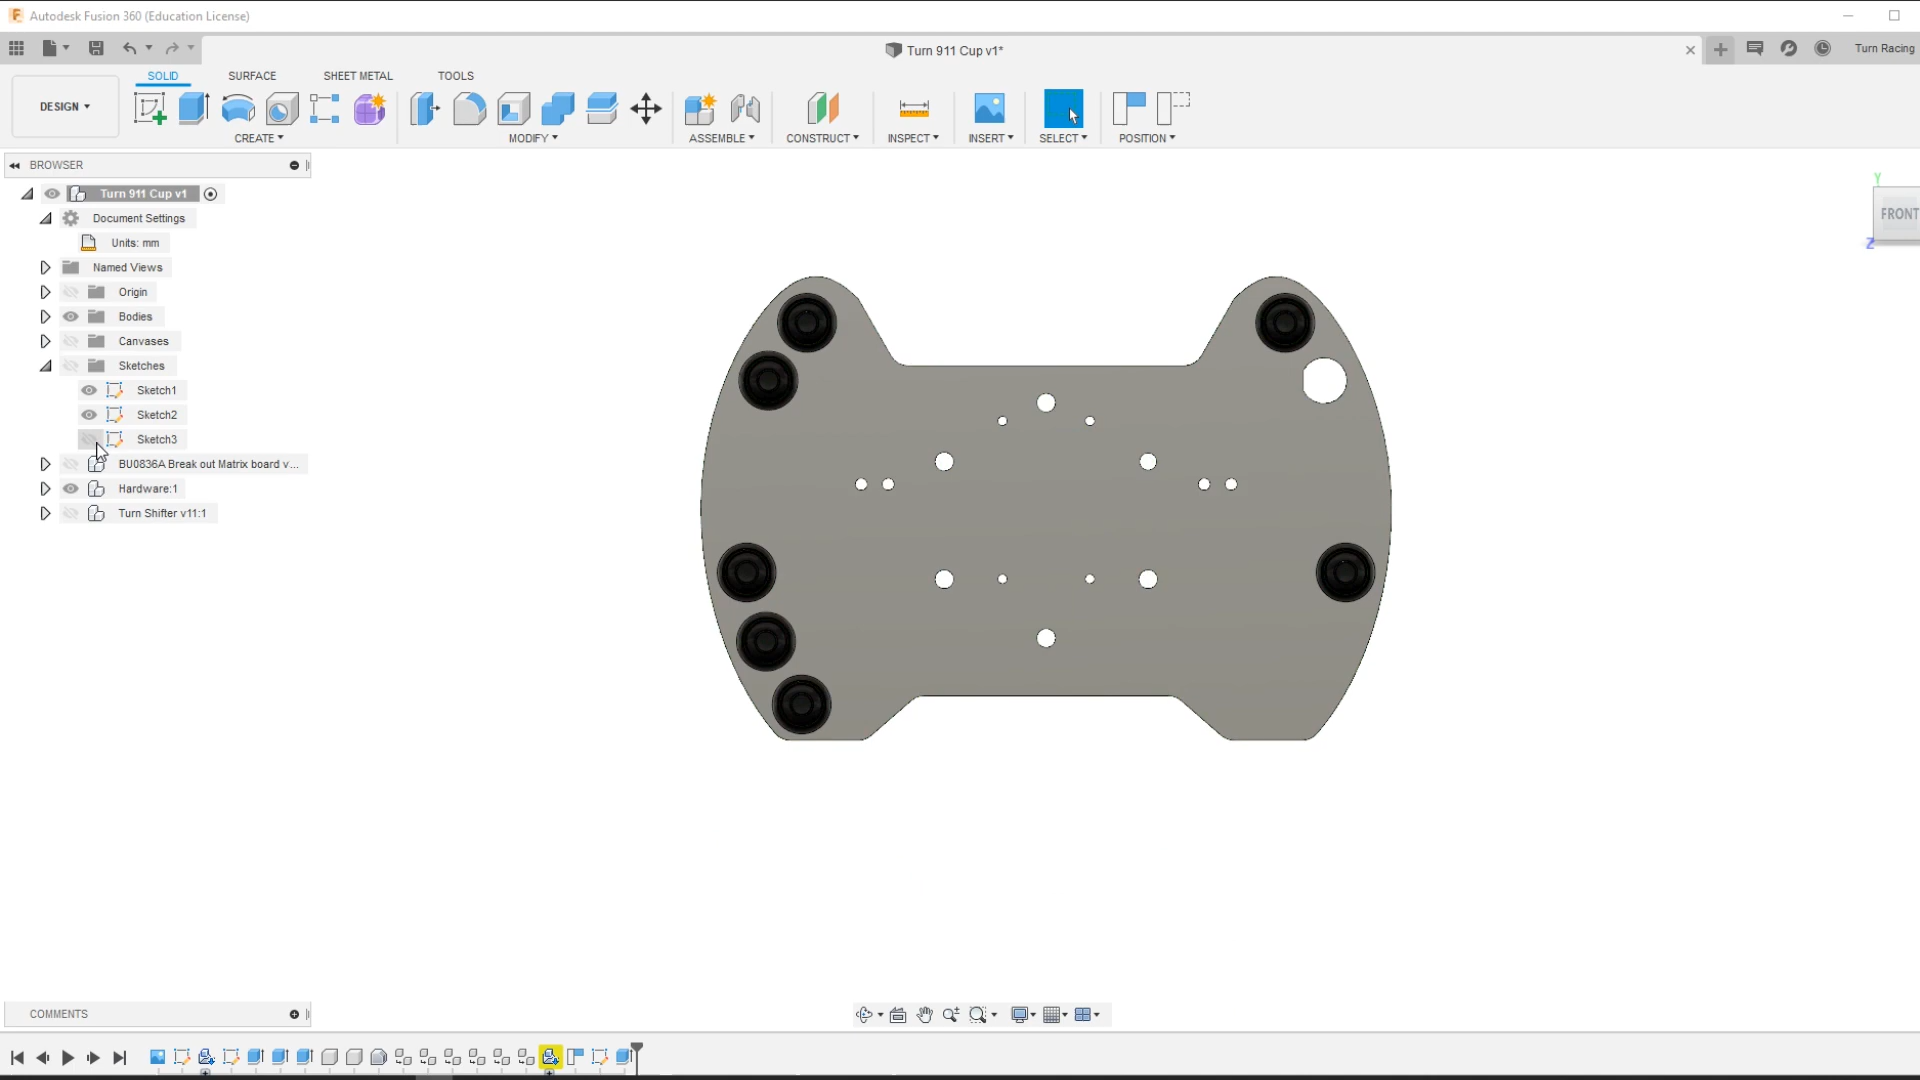 Autodesk Fusion 360 (Education License)
Turn 911 Cup v1*
Turn Racing
SOLID SURFACE SHEET METAL TOOLS
DESIGN ▾
CREATE ▾ MODIFY ▾ ASSEMBLE ▾ CONSTRUCT ▾ INSPECT ▾ INSERT ▾ SELECT ▾ POSITION ▾
BROWSER
Turn 911 Cup v1
Document Settings
Units: mm
Named Views
Origin
Bodies
Canvases
Sketches
Sketch1
Sketch2
Sketch3
BU0836A Break out Matrix board v...
Hardware:1
Turn Shifter v11:1
Y
FRONT
Z
COMMENTS